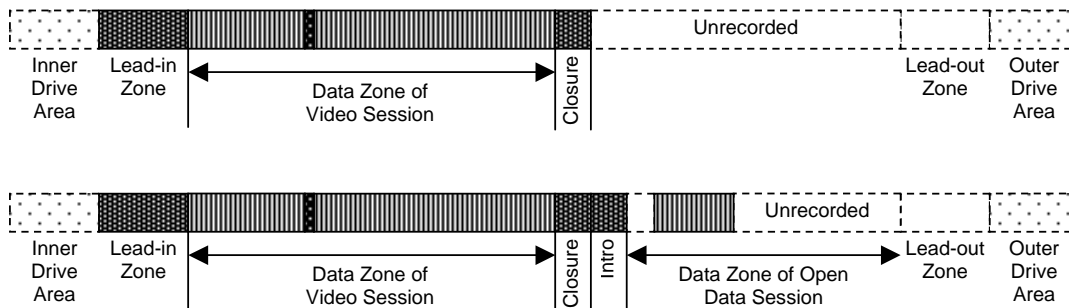 Unrecorded
Inner
Drive
Area
Lead-in
Zone
Data Zone of
Video Session
Closure
Lead-out
Zone
Outer
Drive
Area
Unrecorded
Inner
Drive
Area
Lead-in
Zone
Data Zone of
Video Session
Closure
Intro
Data Zone of Open
Data Session
Lead-out
Zone
Outer
Drive
Area